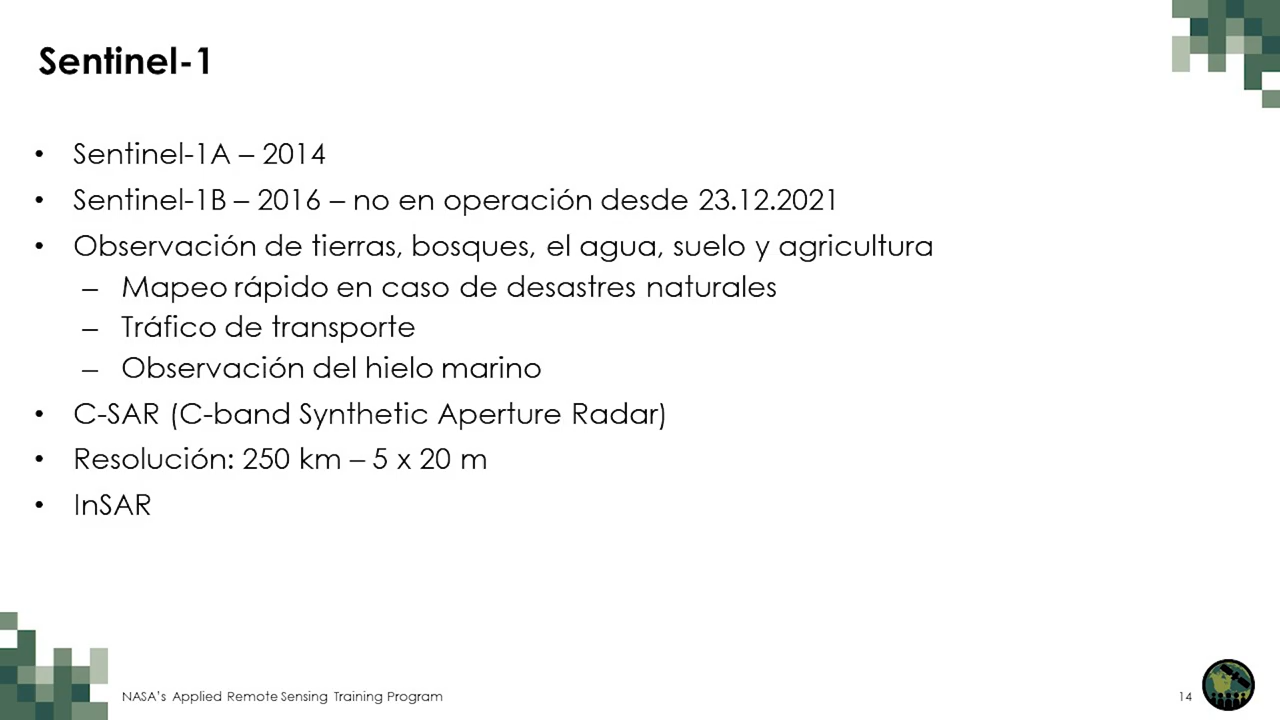 Sentinel-1
• Sentinel-1A – 2014
• Sentinel-1B – 2016 – no en operación desde 23.12.2021
• Observación de tierras, bosques, el agua, suelo y agricultura
– Mapeo rápido en caso de desastres naturales
– Tráfico de transporte
– Observación del hielo marino
• C-SAR (C-band Synthetic Aperture Radar)
• Resolución: 250 km – 5 x 20 m
• InSAR
NASA's Applied Remote Sensing Training Program
14